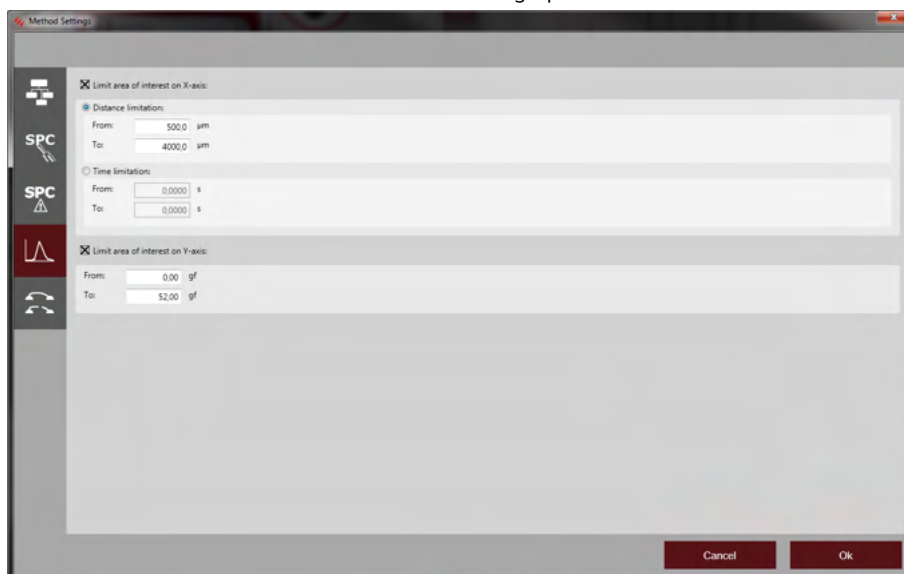 Method Settings
Limit area of interest on X-axis:
Distance limitation:
From: 500,0 µm
To: 4000,0 µm
Time limitation:
From: 0,0000 s
To: 0,0000 s
SPC
SPC
Limit area of interest on Y-axis:
From: 0,00 gf
To: 52,00 gf
Cancel Ok